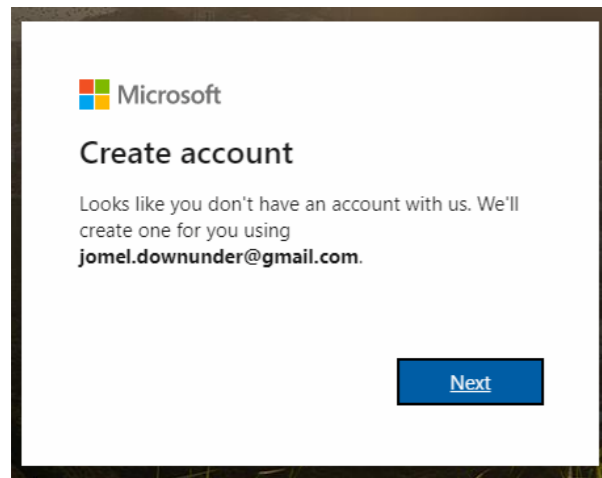 Microsoft
Create account
Looks like you don't have an account with us. We'll
create one for you using
jomel.downunder@gmail.com.
Next